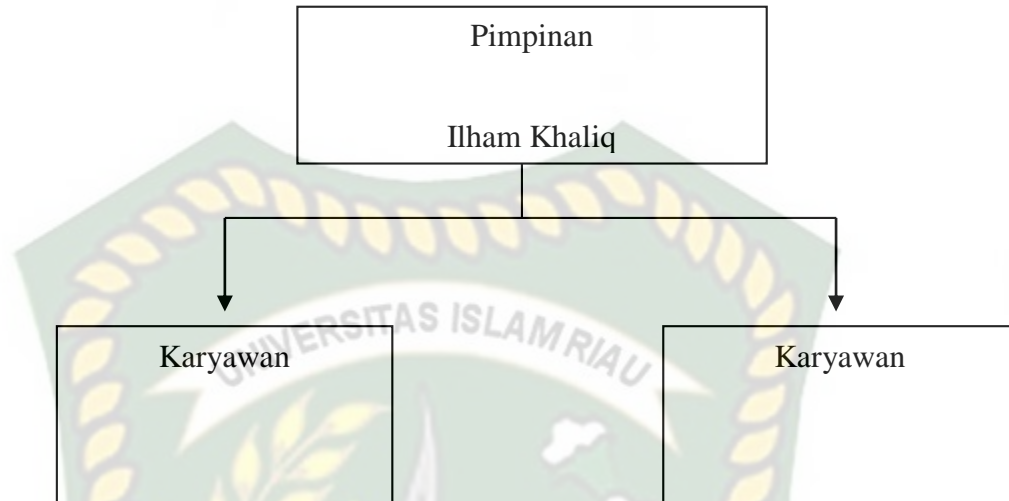 Pimpinan
Ilham Khaliq
UNIVERSITAS ISLAM RIAU
Karyawan
Karyawan